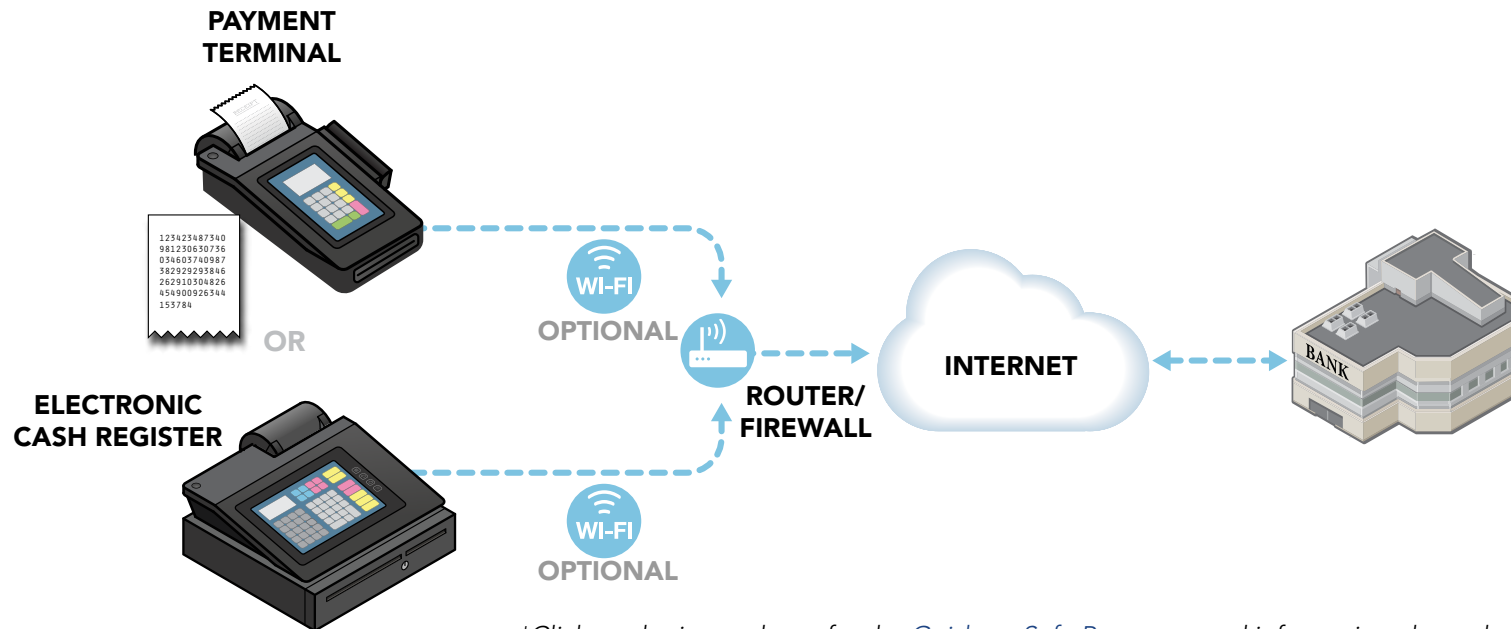 PAYMENT
TERMINAL
123423487340
981230630736
034603740987
382929293846
262910304826
454900926344
153784
OR
WI-FI
OPTIONAL
ELECTRONIC
CASH REGISTER
ROUTER/
FIREWALL
INTERNET
BANK
WI-FI
OPTIONAL